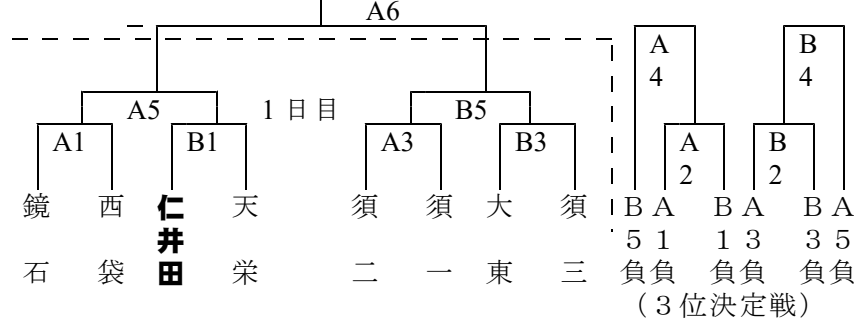 A6
A5 1日目 B5
A1 B1 A3 B3
A4 B4
A2 B2
鏡石 西袋 仁井田 天栄 須二 須一 大東 須三
B5負 A1負 B1負 A3負 B3負 A5負
(3位決定戦)